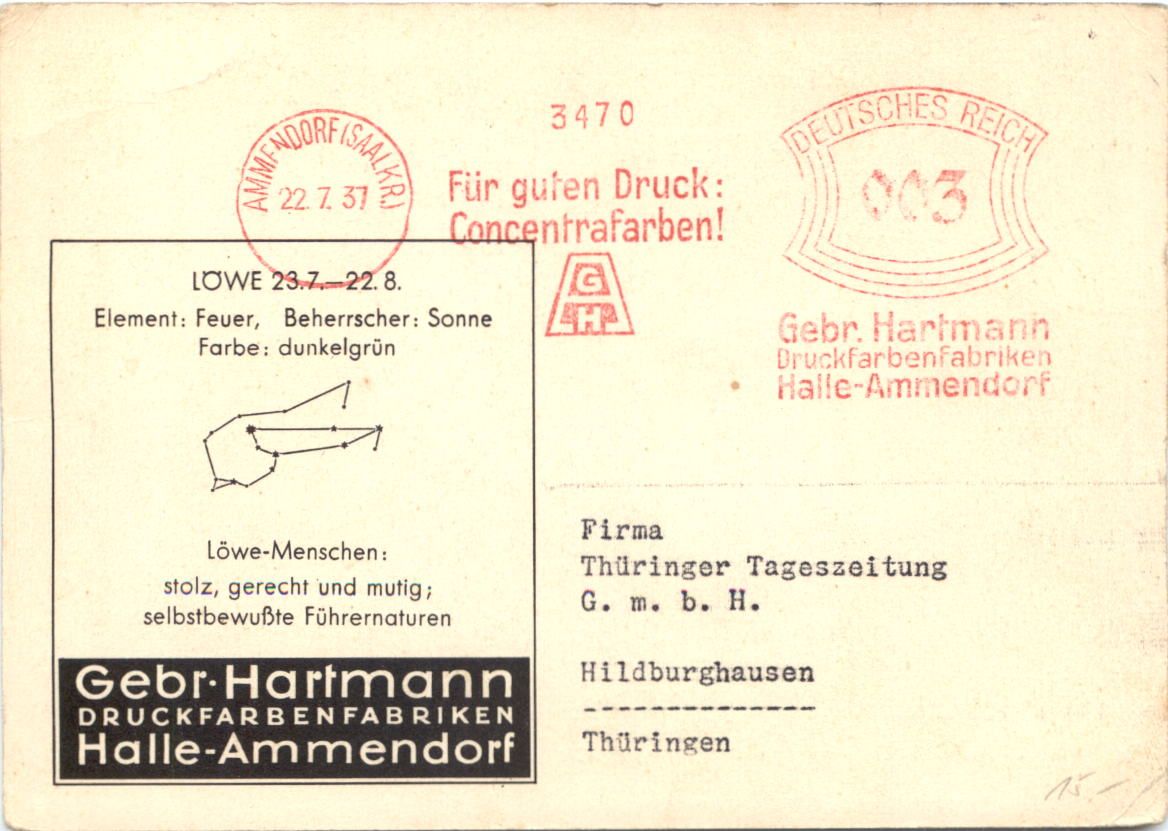 3470
DEUTSCHES REICH
003
AMMENDORF (SAALKR.)
22.7.37
Für guten Druck:
Concentrafarben!
G
H
Gebr. Hartmann
Druckfarbenfabriken
Halle-Ammendorf
LÖWE 23.7.—22.8.
Element: Feuer, Beherrscher: Sonne
Farbe: dunkelgrün
Löwe-Menschen:
stolz, gerecht und mutig;
selbstbewußte Führernaturen
Gebr·Hartmann
DRUCKFARBENFABRIKEN
Halle-Ammendorf
Firma
Thüringer Tageszeitung
G. m. b. H.
Hildburghausen
--------------
Thüringen
15.-